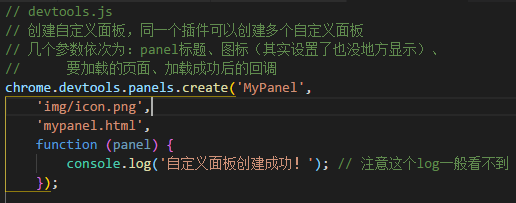 // devtools.js
// 创建自定义面板，同一个插件可以创建多个自定义面板
// 几个参数依次为：panel标题、图标（其实设置了也没地方显示）、
//      要加载的页面、加载成功后的回调
chrome.devtools.panels.create('MyPanel',
    'img/icon.png',
    'mypanel.html',
    function (panel) {
        console.log('自定义面板创建成功！'); // 注意这个log一般看不到
    });